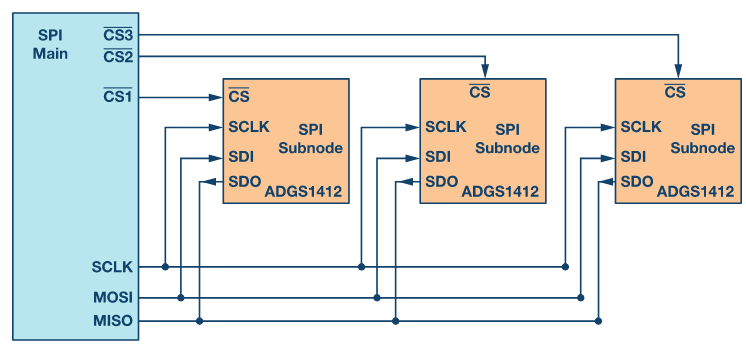 SPI
Main
CS3
CS2
CS1
SCLK
MOSI
MISO
CS
SCLK
SDI
SDO
SPI
Subnode
ADGS1412
CS
SCLK
SDI
SDO
SPI
Subnode
ADGS1412
CS
SCLK
SDI
SDO
SPI
Subnode
ADGS1412